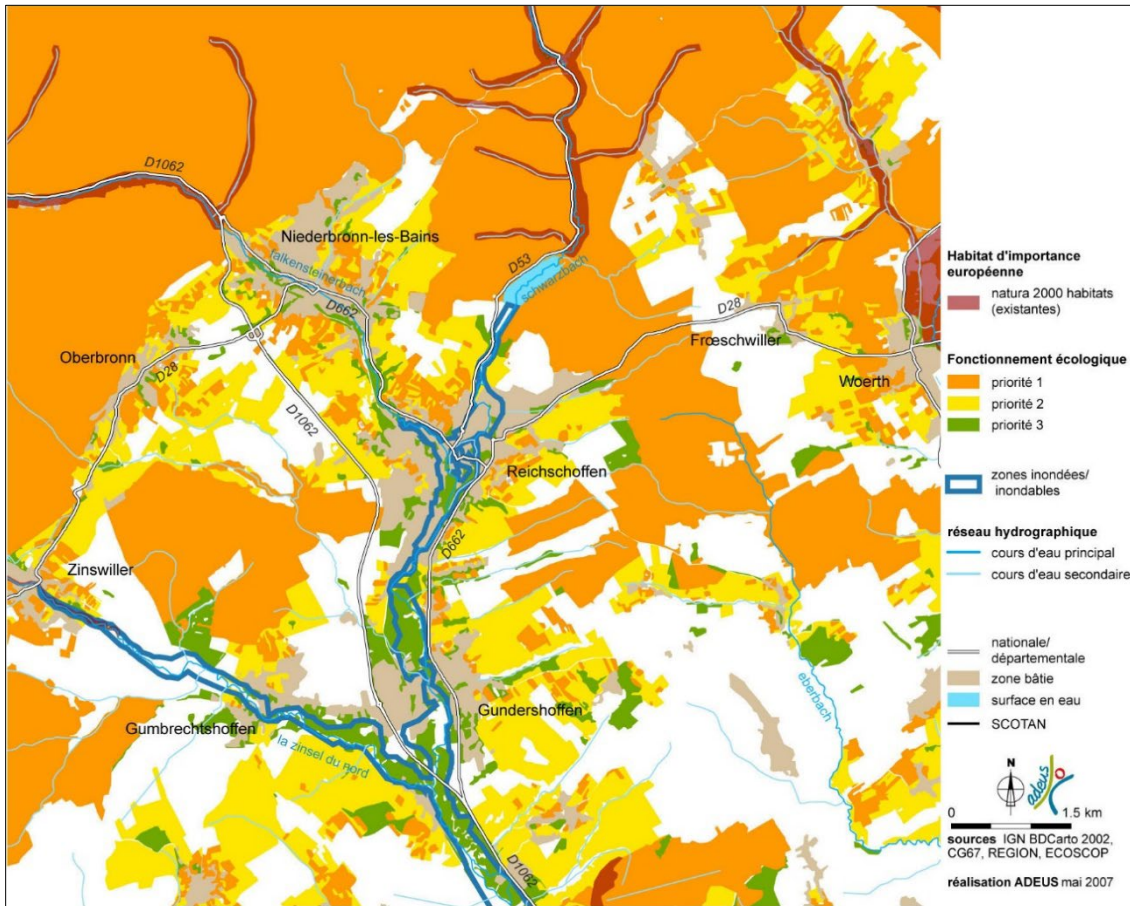 D1062
Niederbronn-les-Bains
falkensteinerbach
D53
schwarzbach
D662
D28
Frœschwiller
Oberbronn
D28
Woerth
D1062
Reichschoffen
D662
Zinswiller
eberbach
Gundershoffen
Gumbrechtshoffen
la zinsel du nord
D1062
Habitat d'importance
européenne
natura 2000 habitats
(existantes)
Fonctionnement écologique
priorité 1
priorité 2
priorité 3
zones inondées/
inondables
réseau hydrographique
cours d'eau principal
cours d'eau secondaire
nationale/
départementale
zone bâtie
surface en eau
SCOTAN
N
adeus
0 1.5 km
sources IGN BDCarto 2002,
CG67, REGION, ECOSCOP
réalisation ADEUS mai 2007